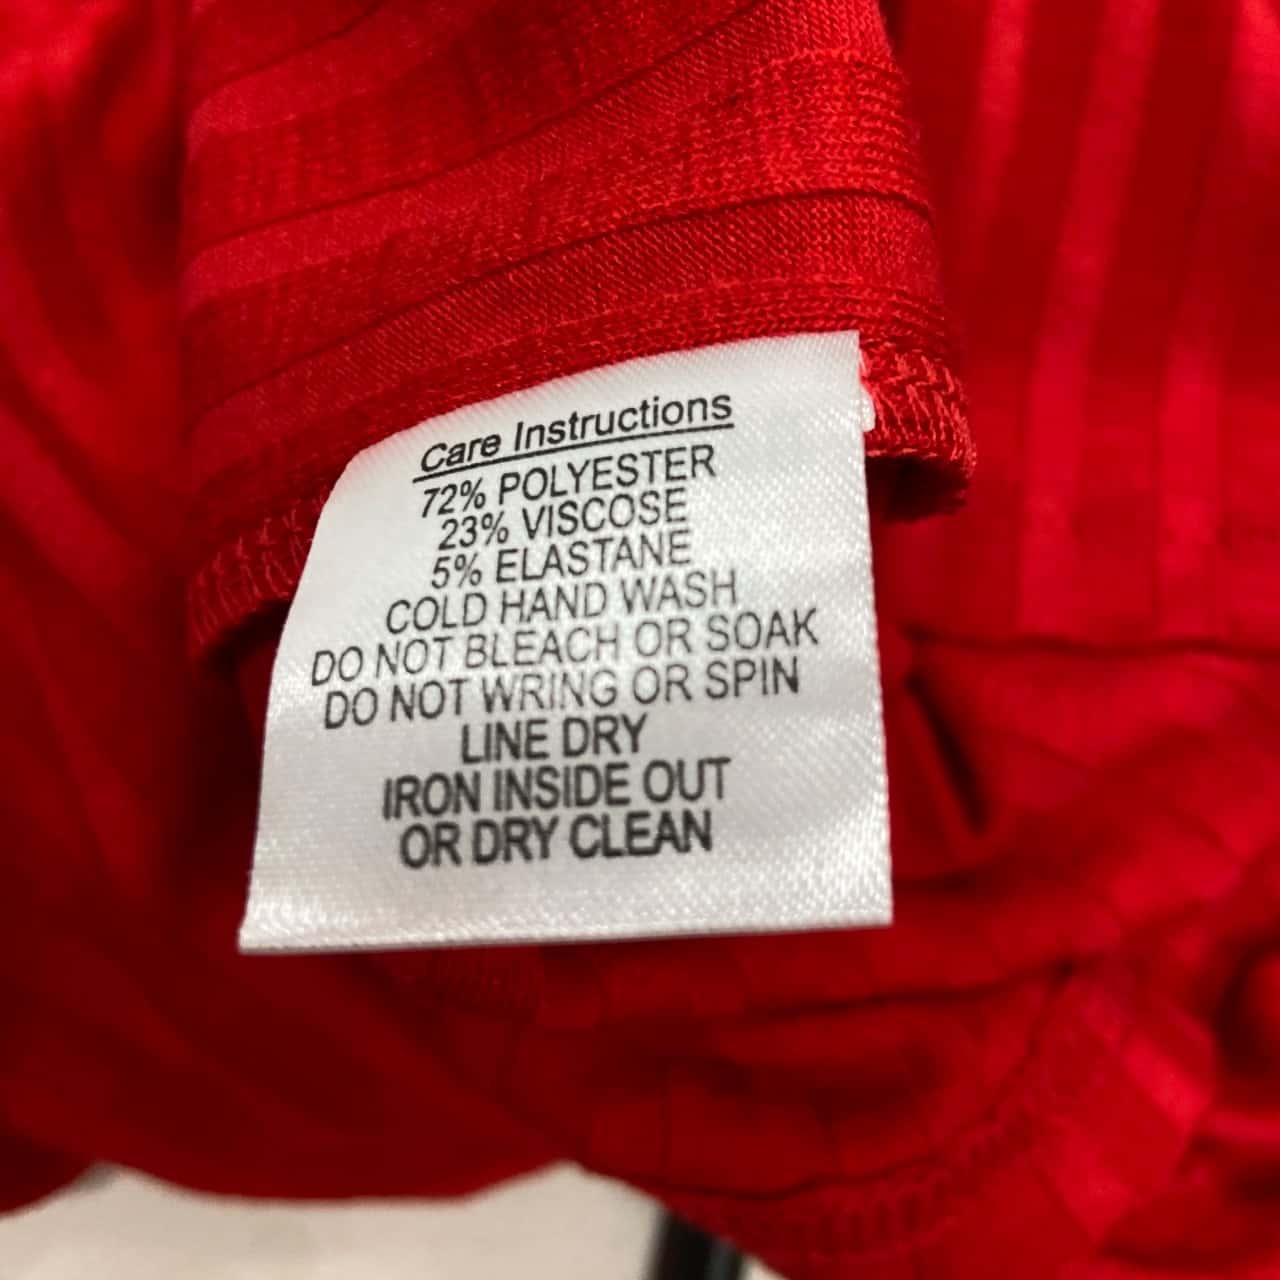 Care Instructions
72% POLYESTER
23% VISCOSE
5% ELASTANE
COLD HAND WASH
DO NOT BLEACH OR SOAK
DO NOT WRING OR SPIN
LINE DRY
IRON INSIDE OUT
OR DRY CLEAN